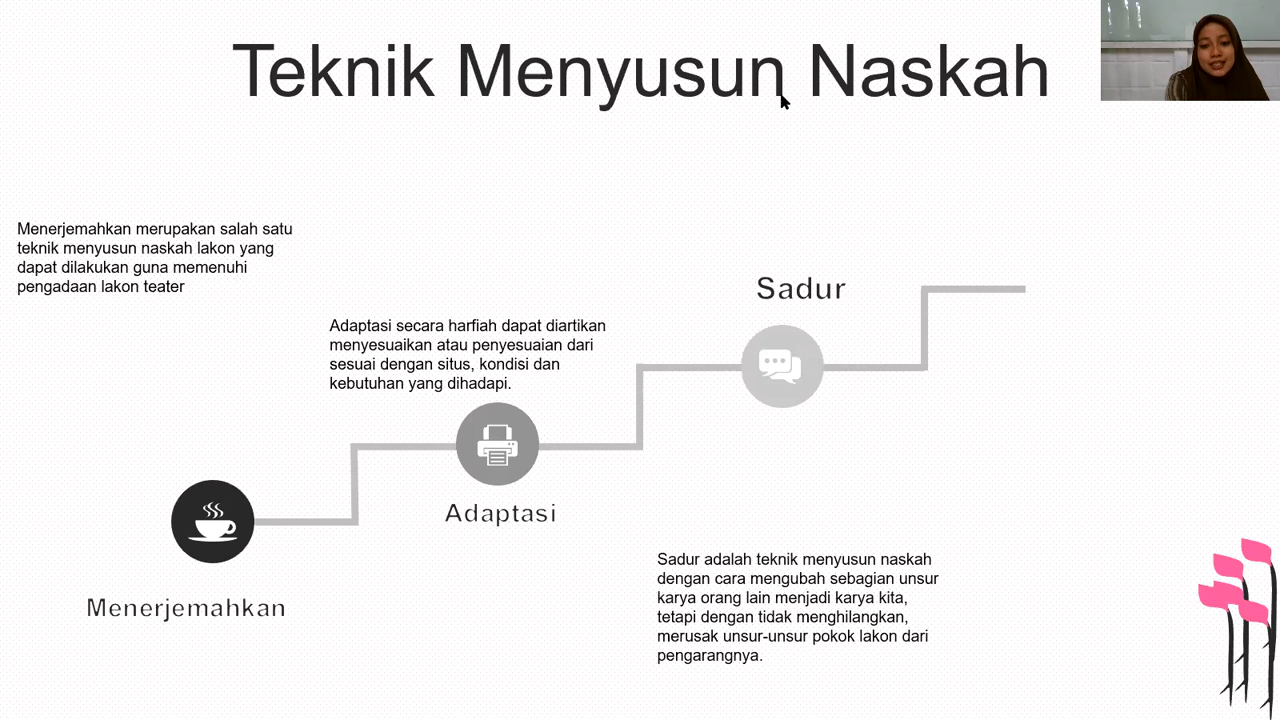 Teknik Menyusun Naskah
Menerjemahkan merupakan salah satu
teknik menyusun naskah lakon yang
dapat dilakukan guna memenuhi
pengadaan lakon teater
Adaptasi secara harfiah dapat diartikan
menyesuaikan atau penyesuaian dari
sesuai dengan situs, kondisi dan
kebutuhan yang dihadapi.
Sadur
Adaptasi
Menerjemahkan
Sadur adalah teknik menyusun naskah
dengan cara mengubah sebagian unsur
karya orang lain menjadi karya kita,
tetapi dengan tidak menghilangkan,
merusak unsur-unsur pokok lakon dari
pengarangnya.